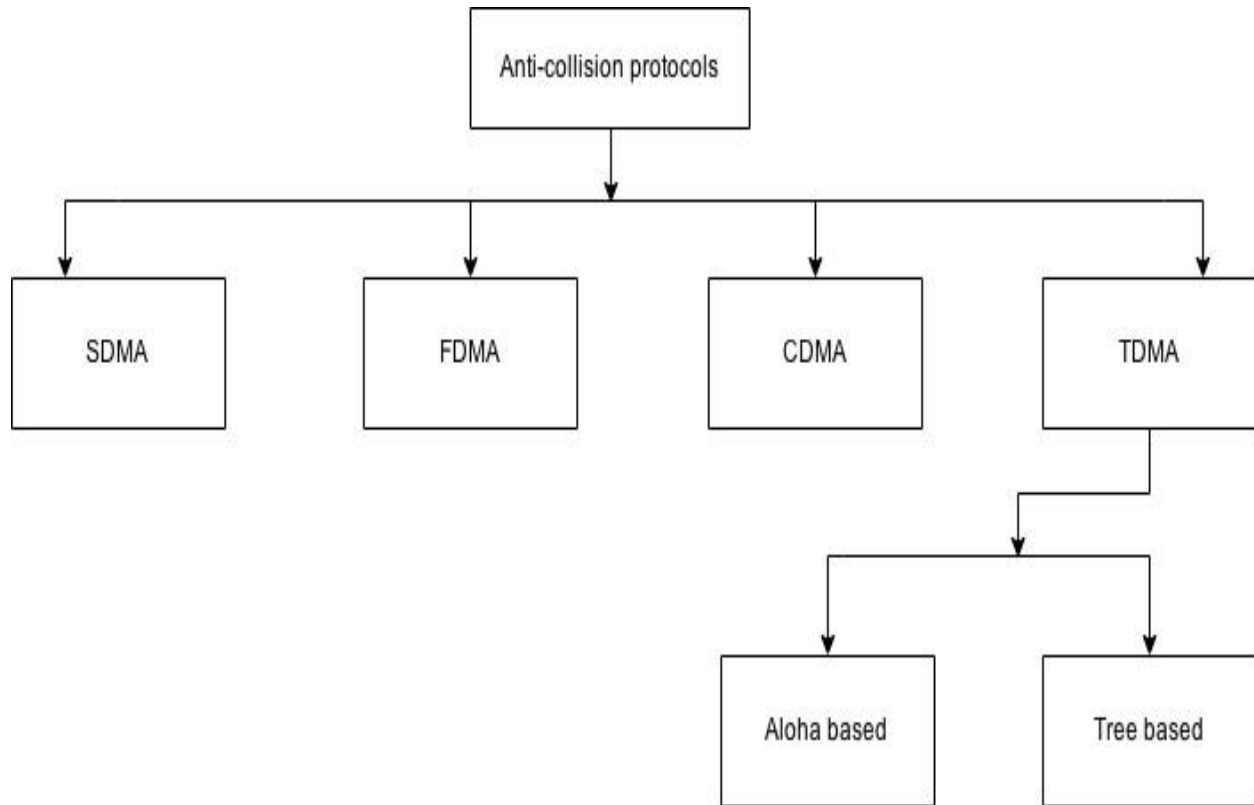 Anti-collision protocols
SDMA
FDMA
CDMA
TDMA
Aloha based
Tree based